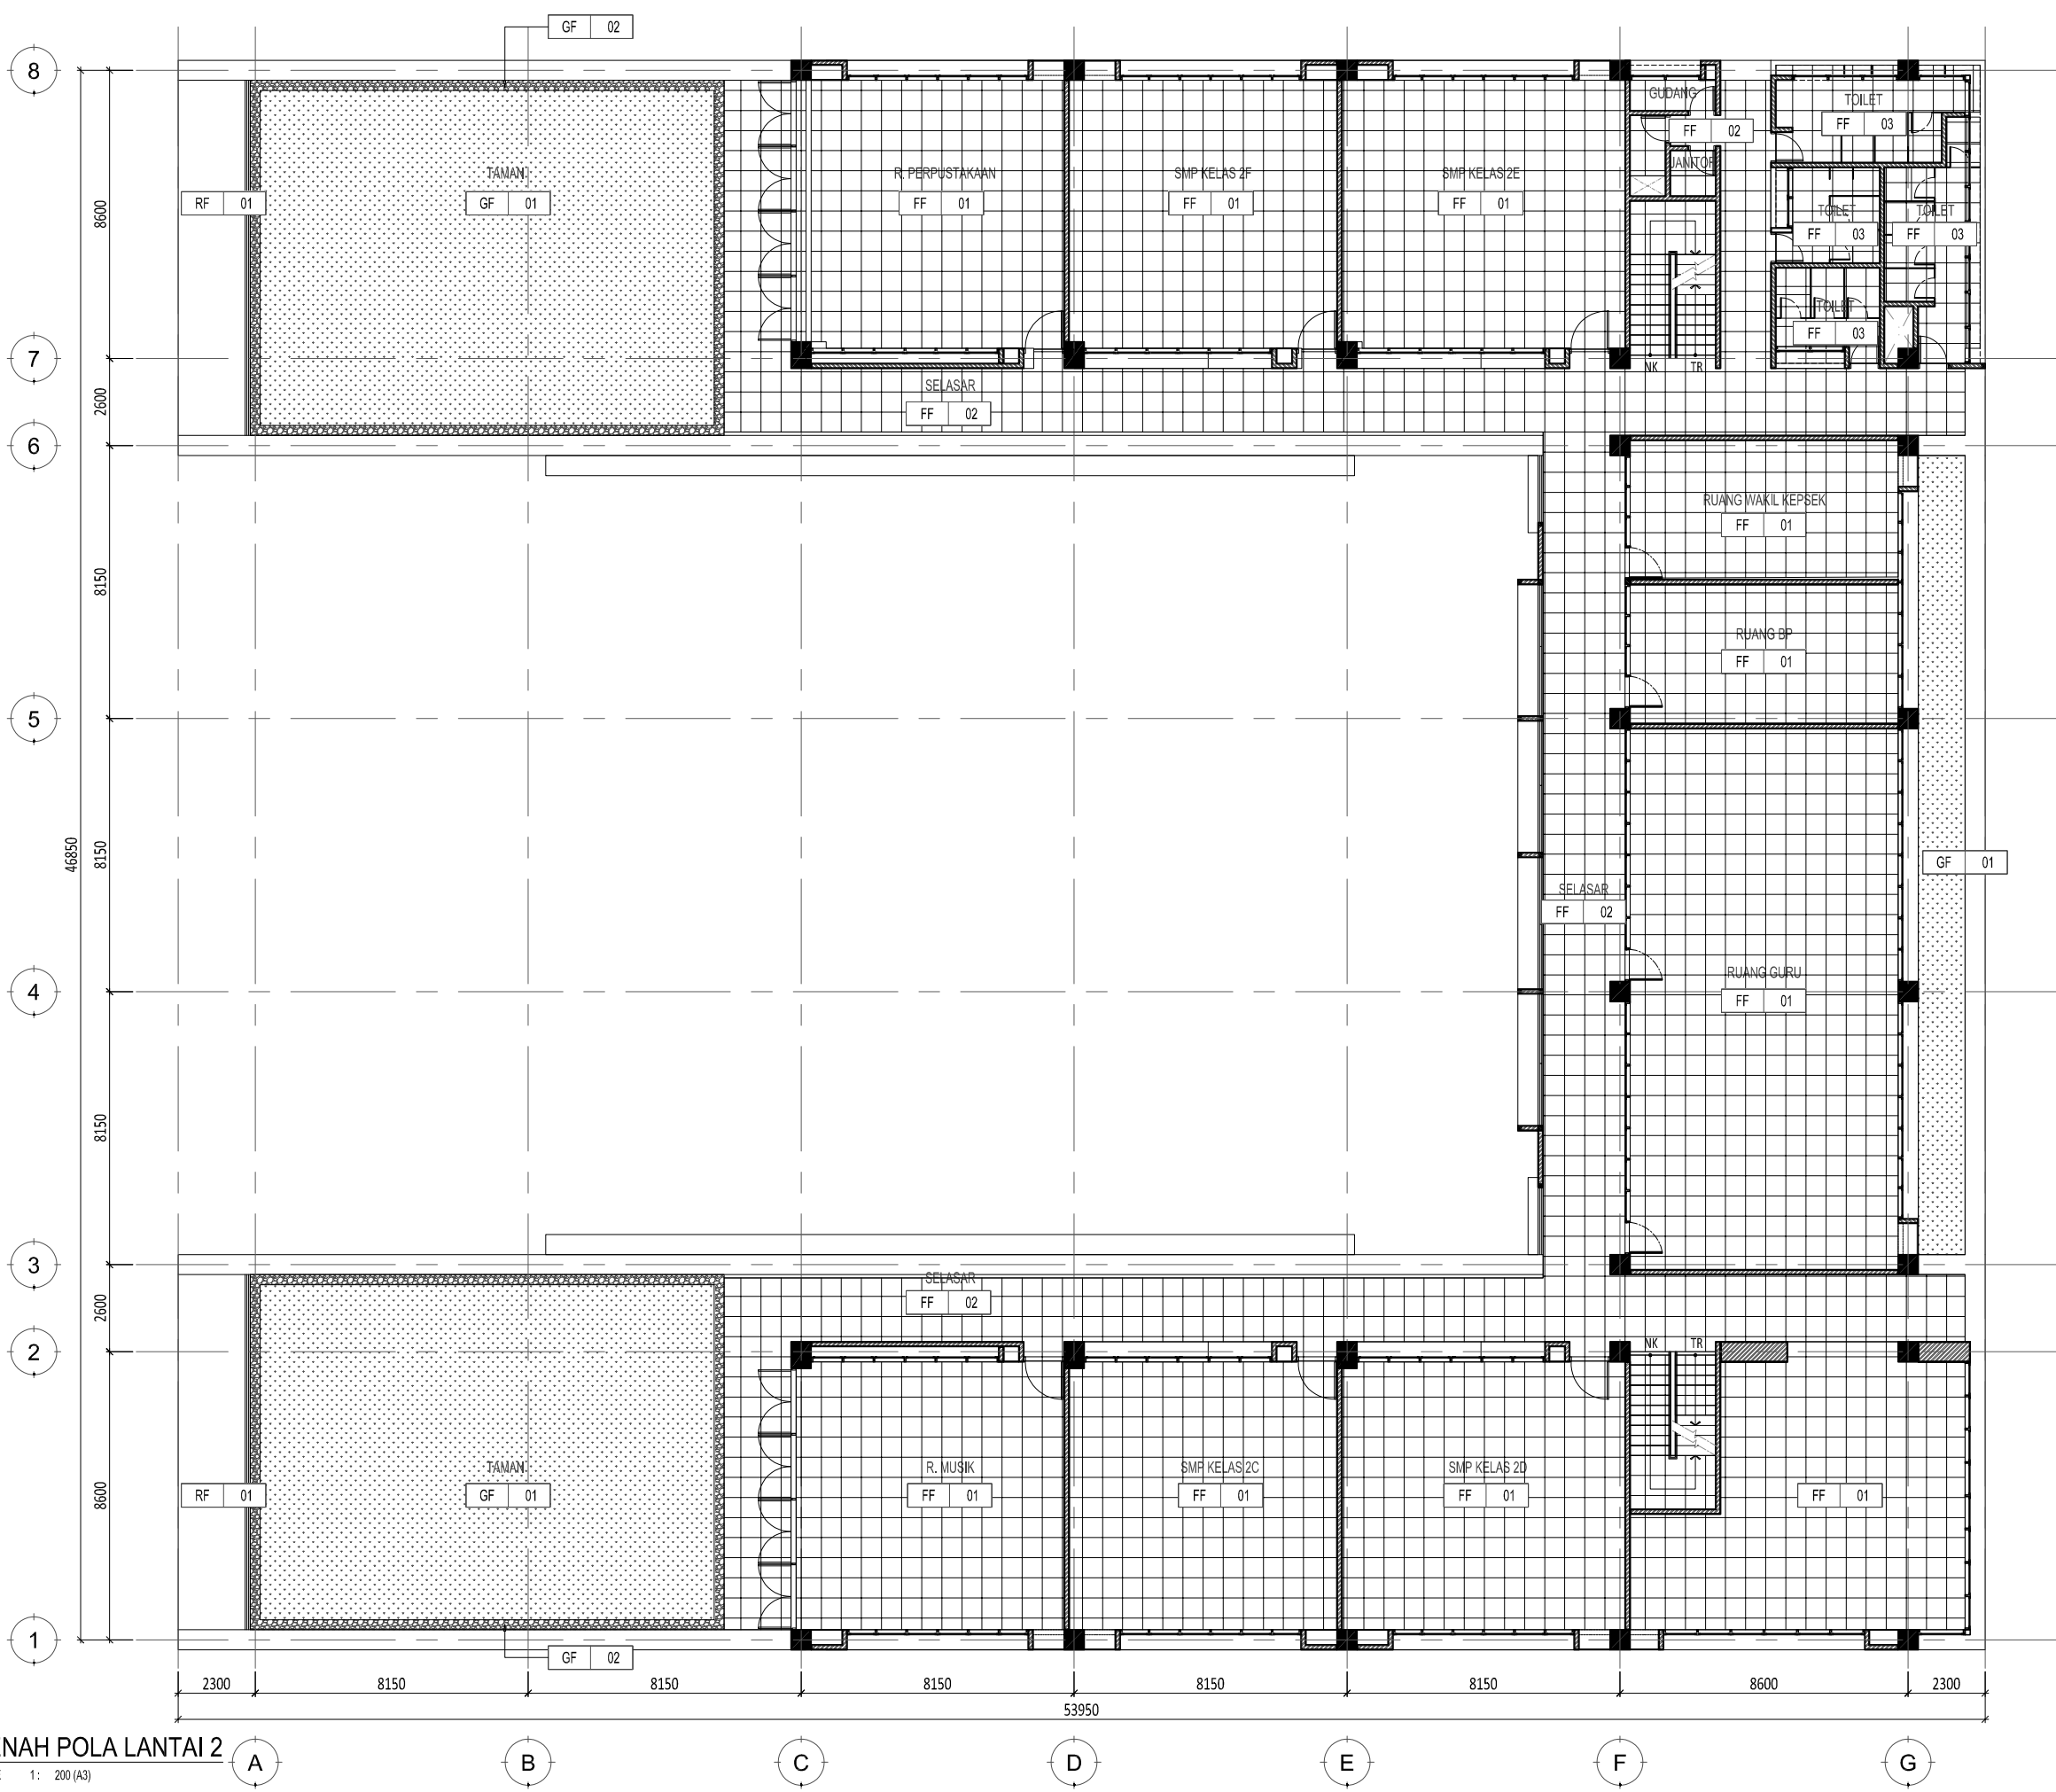 GF 02
8
GUDANG
TOILET
FF 02
FF 03
JANITOR
TAMAN
R. PERPUSTAKAAN
SMP KELAS 2F
SMP KELAS 2E
RF 01
GF 01
FF 01
FF 01
FF 01
8600
TOILET
TOILET
FF 03
FF 03
TOILET
FF 03
7
NK
TR
SELASAR
FF 02
2600
6
RUANG WAKIL KEPSEK
FF 01
8150
RUANG BP
FF 01
5
46850
8150
GF 01
SELASAR
FF 02
RUANG GURU
FF 01
4
8150
3
SELASAR
FF 02
2600
2
NK
TR
TAMAN
R. MUSIK
SMP KELAS 2C
SMP KELAS 2D
RF 01
GF 01
FF 01
FF 01
FF 01
FF 01
8600
1
GF 02
2300
8150
8150
8150
8150
8150
8600
2300
53950
NAH POLA LANTAI 2
1 : 200 (A3)
A
B
C
D
E
F
G